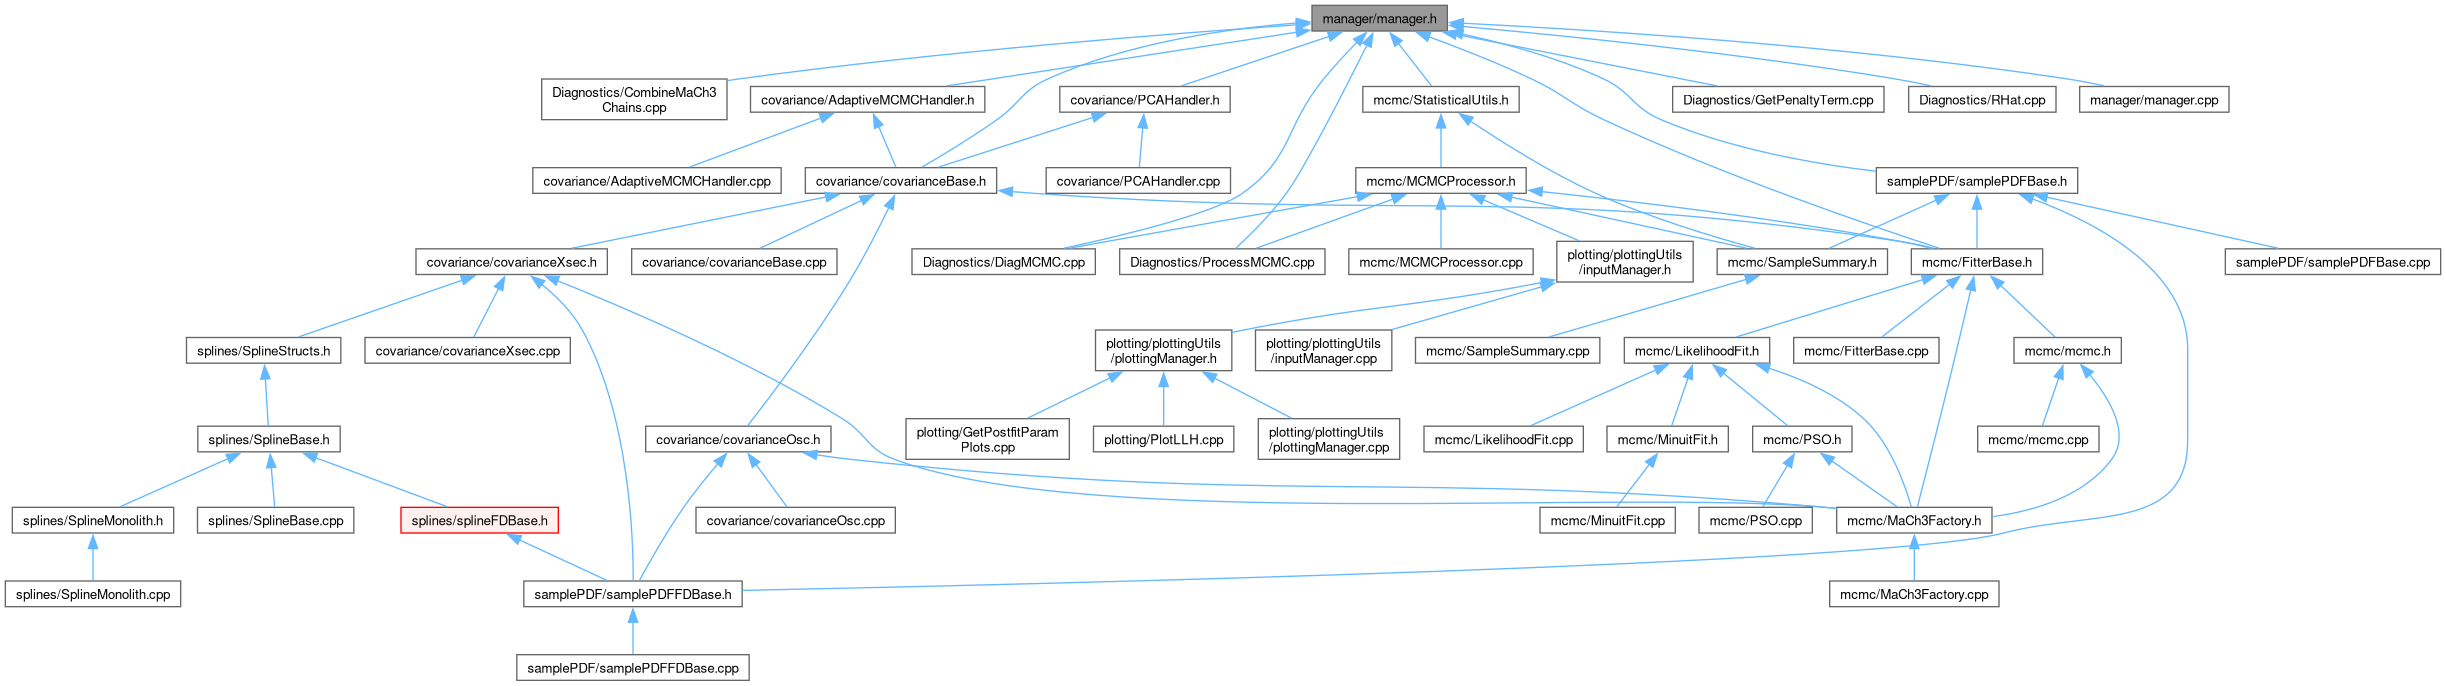 manager/manager.h
Diagnostics/CombineMaCh3
Chains.cpp
covariance/AdaptiveMCMCHandler.h
covariance/PCAHandler.h
mcmc/StatisticalUtils.h
Diagnostics/GetPenaltyTerm.cpp
Diagnostics/RHat.cpp
manager/manager.cpp
covariance/AdaptiveMCMCHandler.cpp
covariance/covarianceBase.h
covariance/PCAHandler.cpp
mcmc/MCMCProcessor.h
samplePDF/samplePDFBase.h
covariance/covarianceXsec.h
covariance/covarianceBase.cpp
Diagnostics/DiagMCMC.cpp
Diagnostics/ProcessMCMC.cpp
mcmc/MCMCProcessor.cpp
plotting/plottingUtils
/inputManager.h
mcmc/SampleSummary.h
mcmc/FitterBase.h
samplePDF/samplePDFBase.cpp
splines/SplineStructs.h
covariance/covarianceXsec.cpp
plotting/plottingUtils
/plottingManager.h
plotting/plottingUtils
/inputManager.cpp
mcmc/SampleSummary.cpp
mcmc/LikelihoodFit.h
mcmc/FitterBase.cpp
mcmc/mcmc.h
splines/SplineBase.h
covariance/covarianceOsc.h
plotting/GetPostfitParam
Plots.cpp
plotting/PlotLLH.cpp
plotting/plottingUtils
/plottingManager.cpp
mcmc/LikelihoodFit.cpp
mcmc/MinuitFit.h
mcmc/PSO.h
mcmc/mcmc.cpp
splines/SplineMonolith.h
splines/SplineBase.cpp
splines/splineFDBase.h
covariance/covarianceOsc.cpp
mcmc/MinuitFit.cpp
mcmc/PSO.cpp
mcmc/MaCh3Factory.h
splines/SplineMonolith.cpp
samplePDF/samplePDFFDBase.h
mcmc/MaCh3Factory.cpp
samplePDF/samplePDFFDBase.cpp